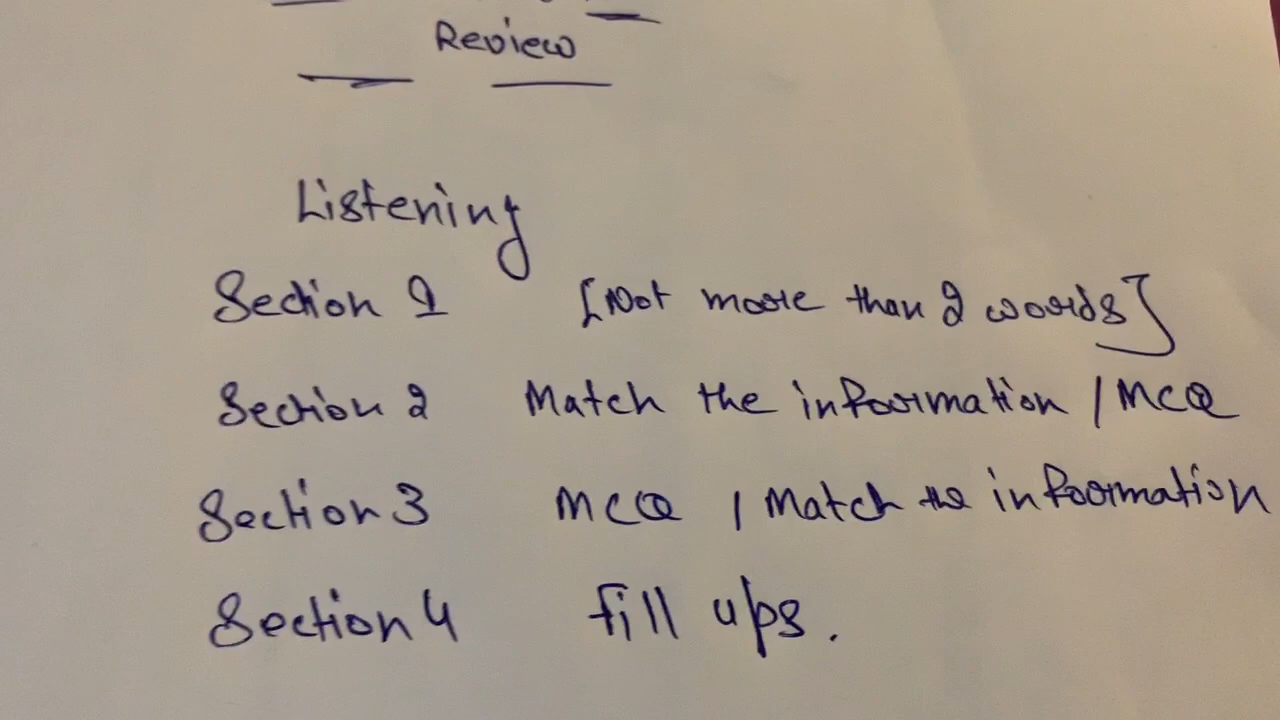 Review
Listening
Section 1 [Not more than 2 words]
Section 2 Match the information / MCQ
Section 3 MCQ / Match the information
Section 4 fill ups.